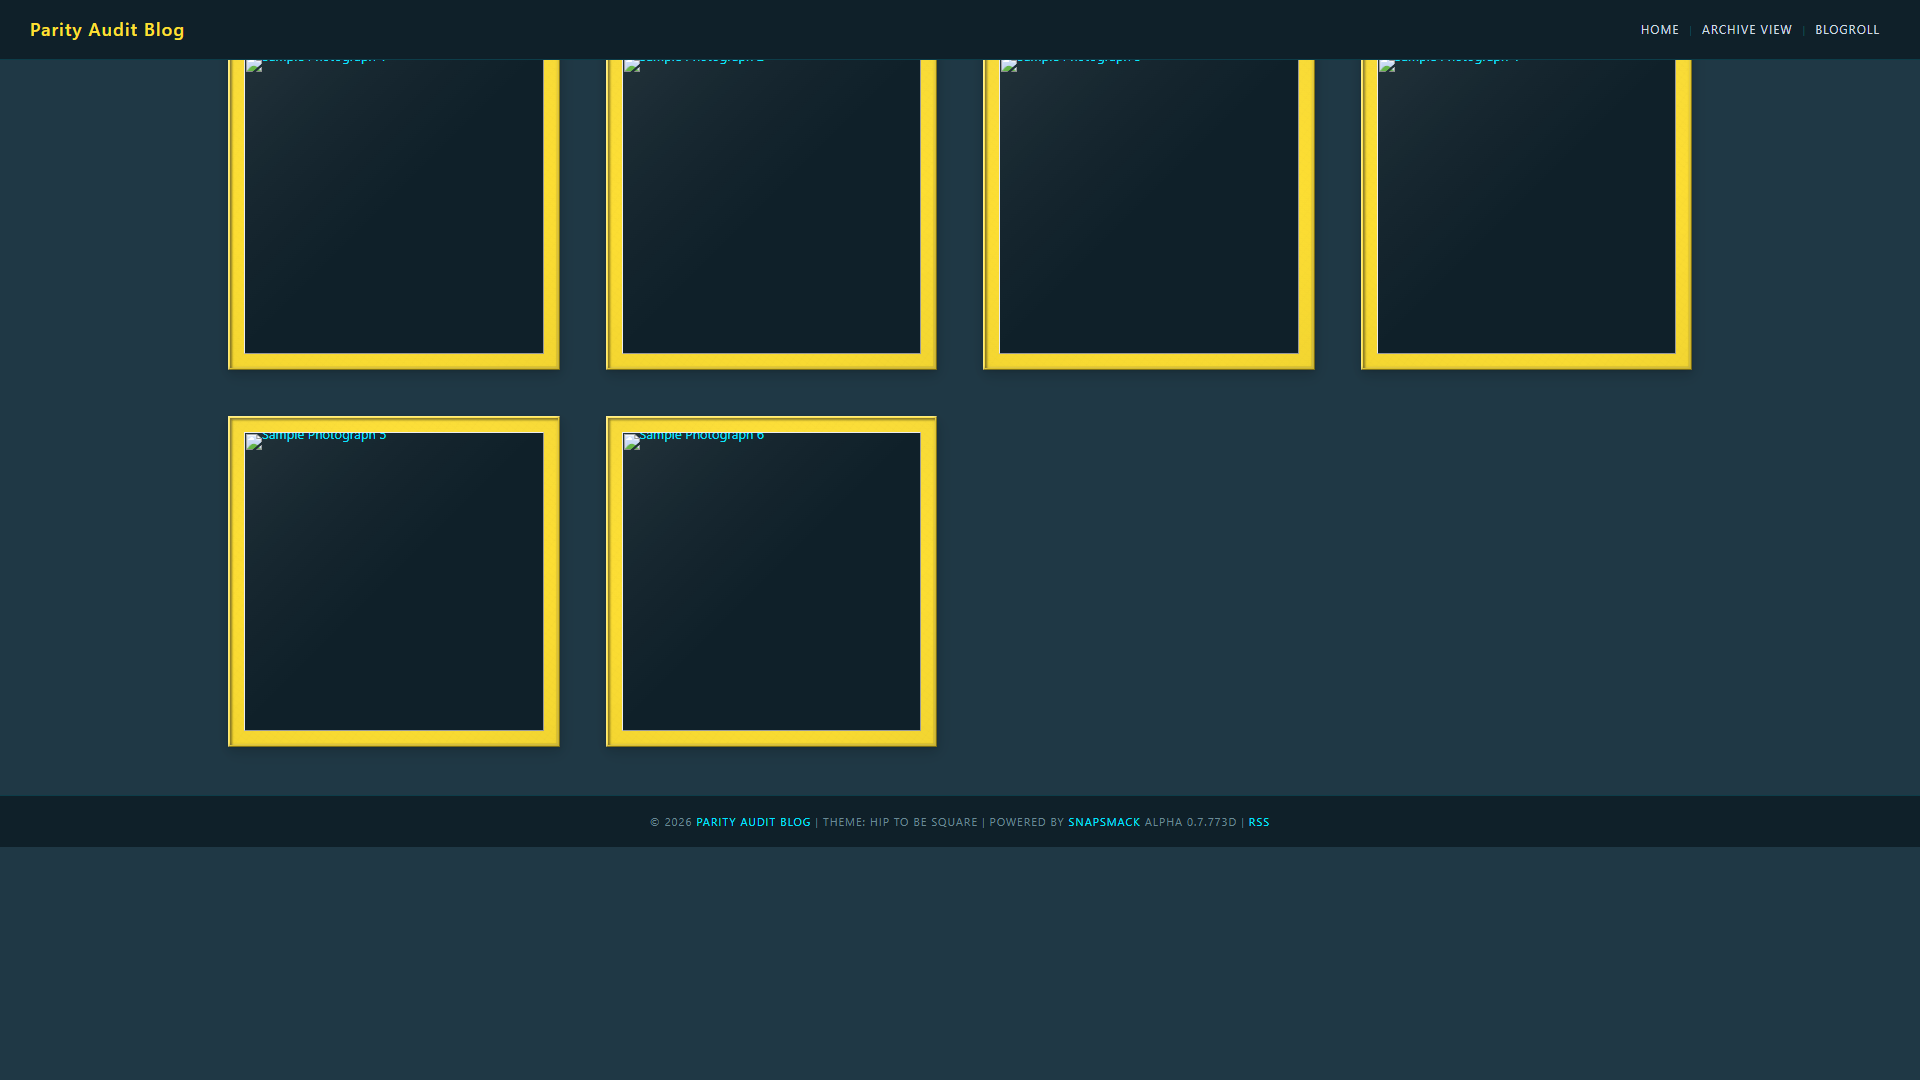 Parity Audit Blog
HOME | ARCHIVE VIEW | BLOGROLL
Sample Photograph 5
Sample Photograph 6
© 2026 PARITY AUDIT BLOG | THEME: HIP TO BE SQUARE | POWERED BY SNAPSMACK ALPHA 0.7.773D | RSS